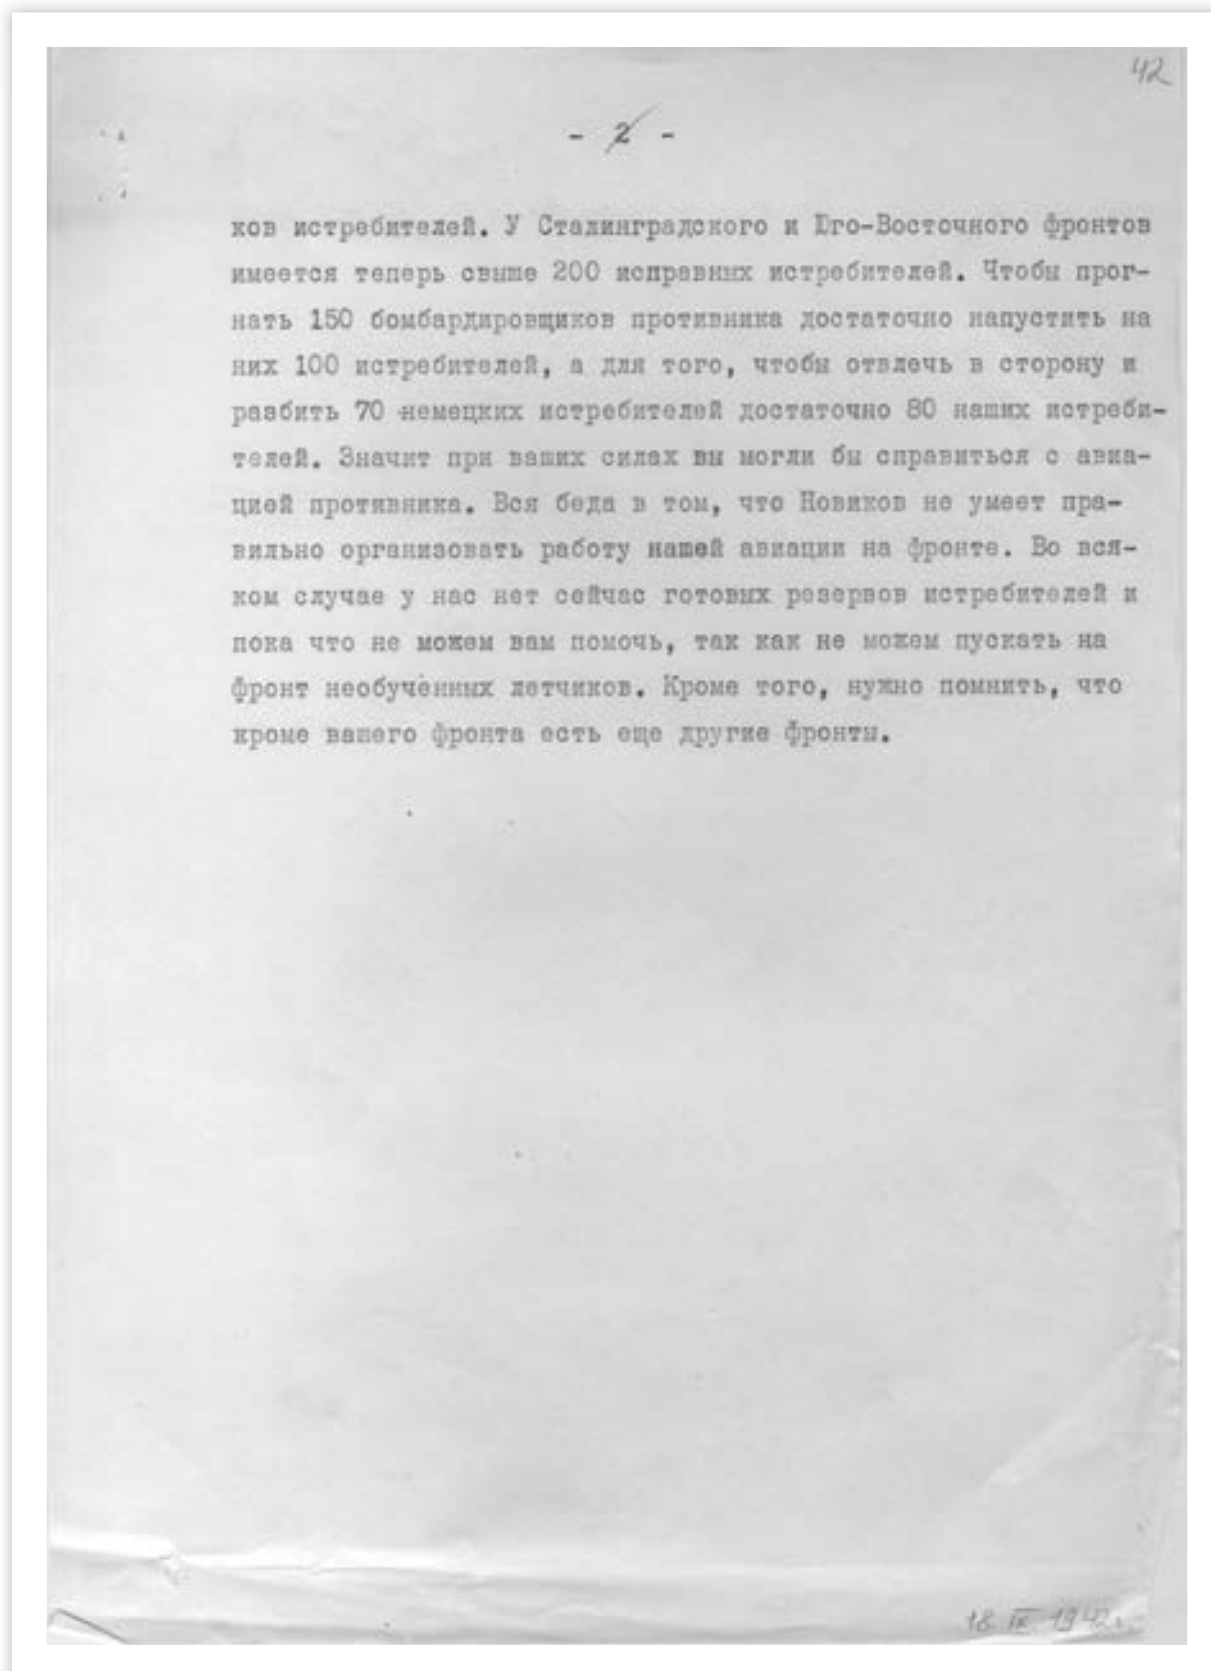 42
- 2 -
ков истребителей. У Сталинградского и Юго-Восточного фронтов
имеется теперь свыше 200 исправных истребителей. Чтобы прог-
нать 150 бомбардировщиков противника достаточно напустить на
них 100 истребителей, а для того, чтобы отвлечь в сторону и
разбить 70 немецких истребителей достаточно 80 наших истреби-
телей. Значит при ваших силах вы могли бы справиться с авиа-
цией противника. Вся беда в том, что Новиков не умеет пра-
вильно организовать работу нашей авиации на фронте. Во вся-
ком случае у нас нет сейчас готовых резервов истребителей и
пока что не можем вам помочь, так как не можем пускать на
фронт необученных летчиков. Кроме того, нужно помнить, что
кроме вашего фронта есть еще другие фронты.
18. IX. 1942 г.